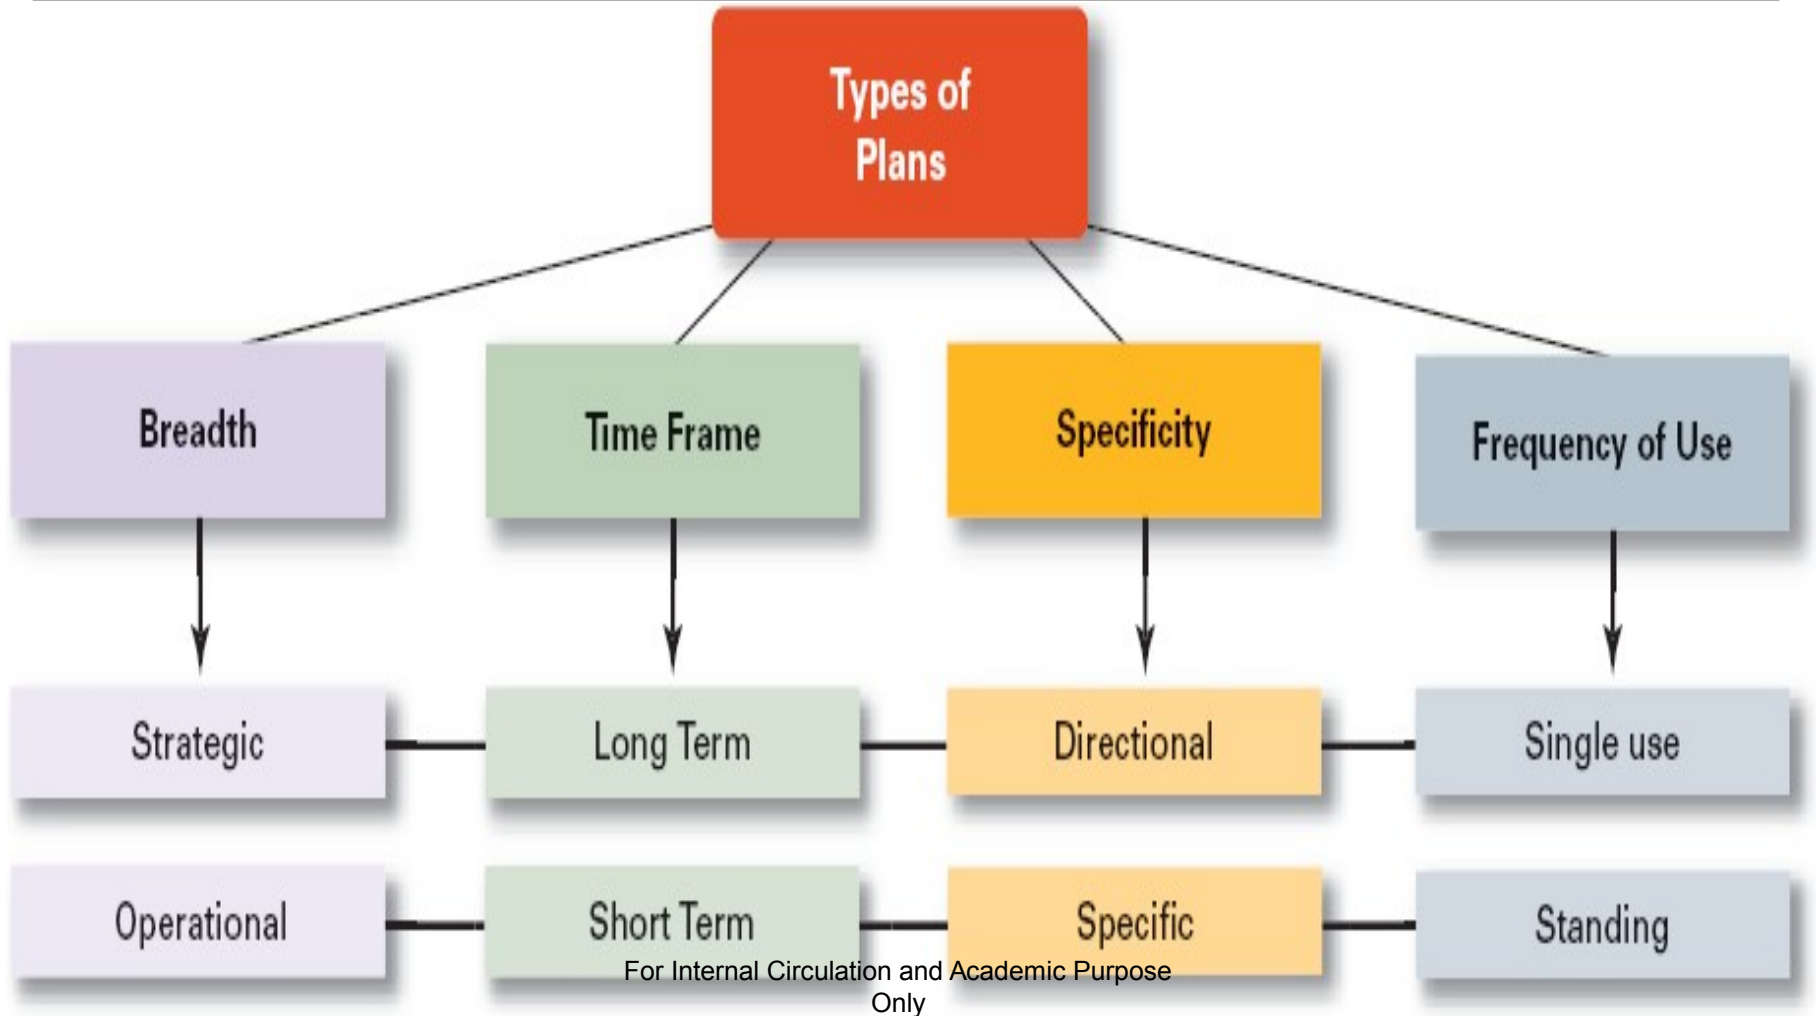 Types of
Plans
Breadth
Time Frame
Specificity
Frequency of Use
Strategic
Long Term
Directional
Single use
Operational
Short Term
Specific
Standing
For Internal Circulation and Academic Purpose
Only